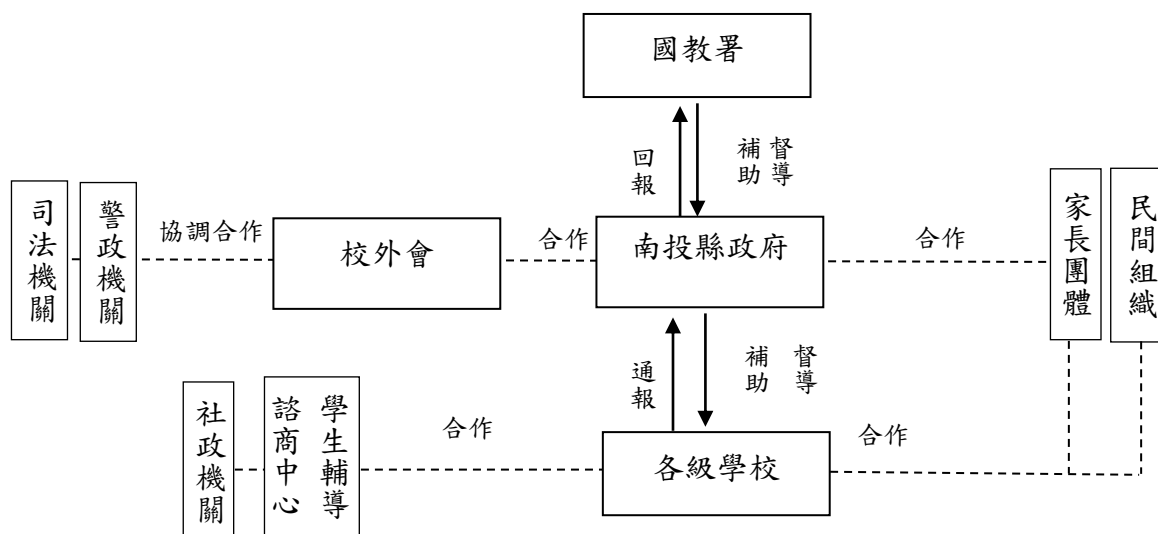 國教署
回報
補助
督導
司法機關
警政機關
協調合作
校外會
合作
南投縣政府
合作
家長團體
民間組織
通報
補助
督導
社政機關
學生輔導
諮商中心
合作
各級學校
合作